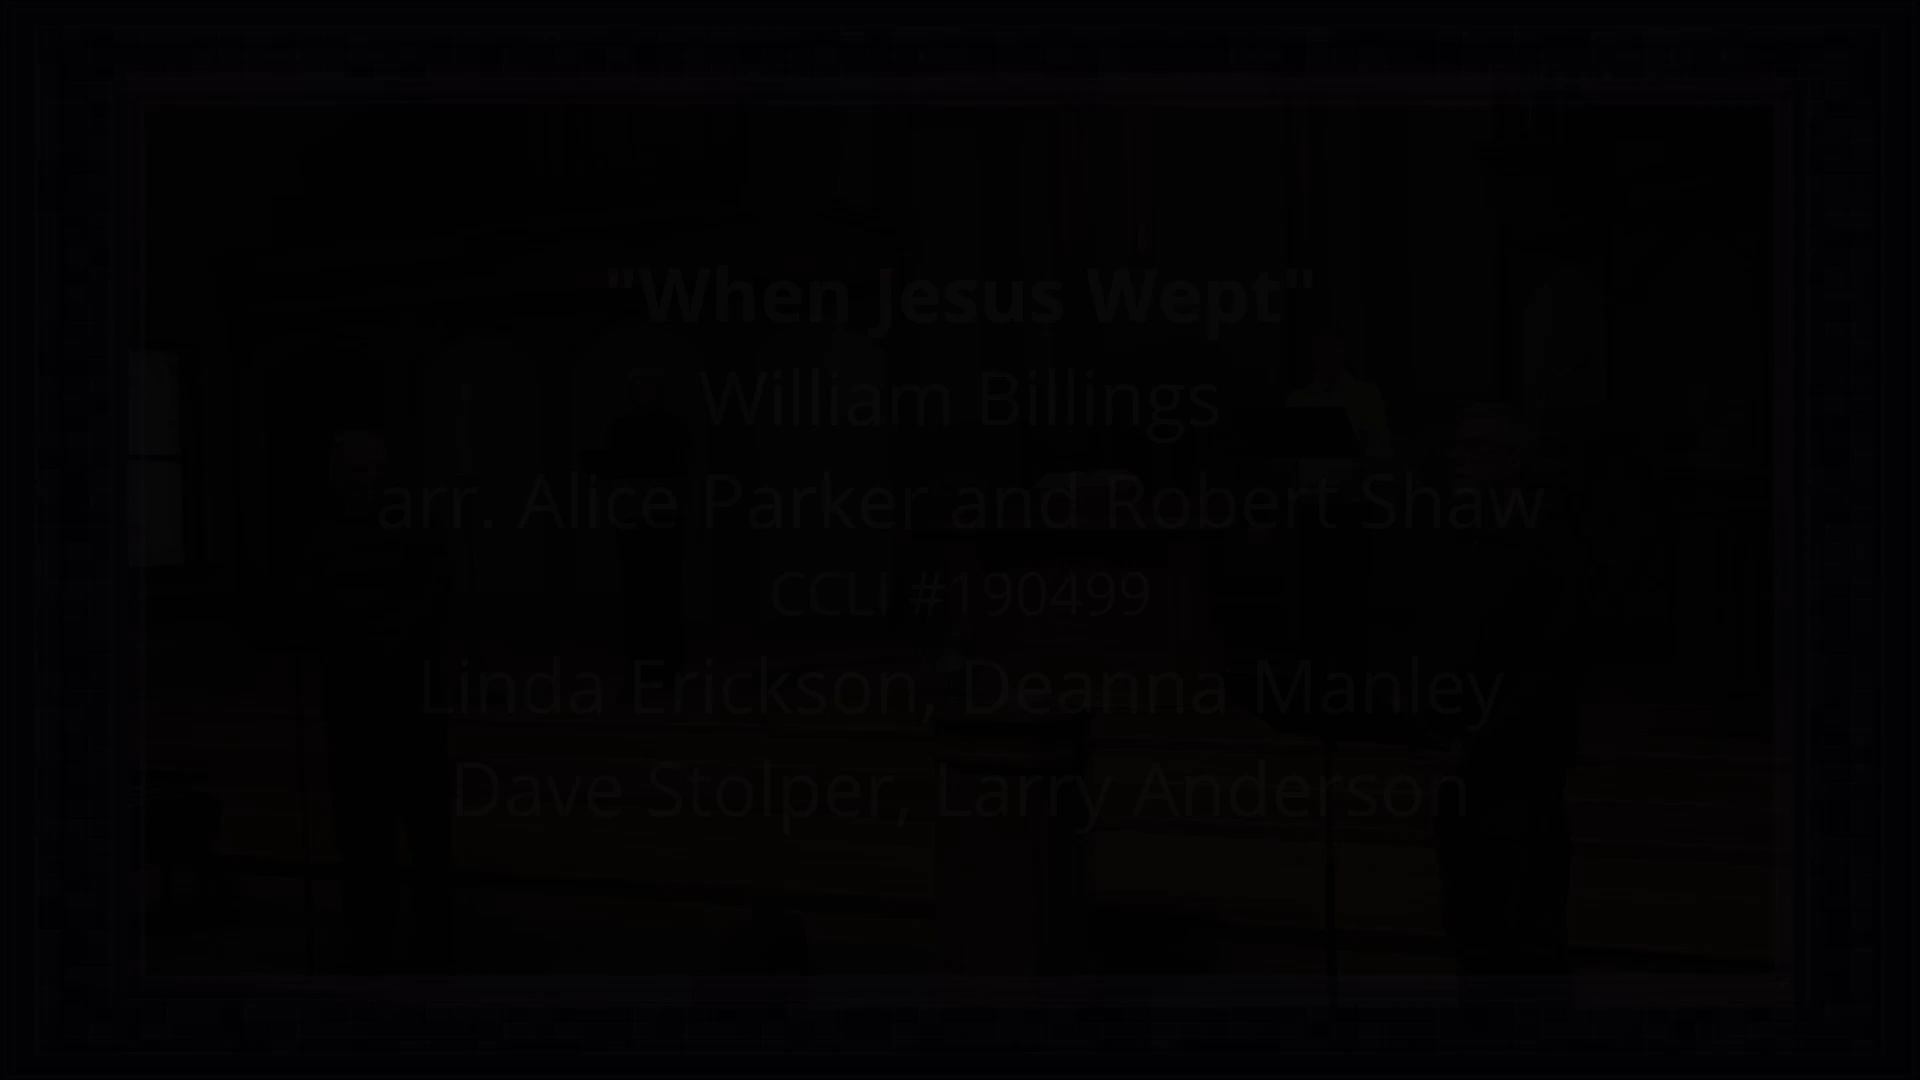 "When Jesus Wept"
William Billings
arr. Alice Parker and Robert Shaw
CCLI #190499
Linda Erickson, Deanna Manley
Dave Stolper, Larry Anderson